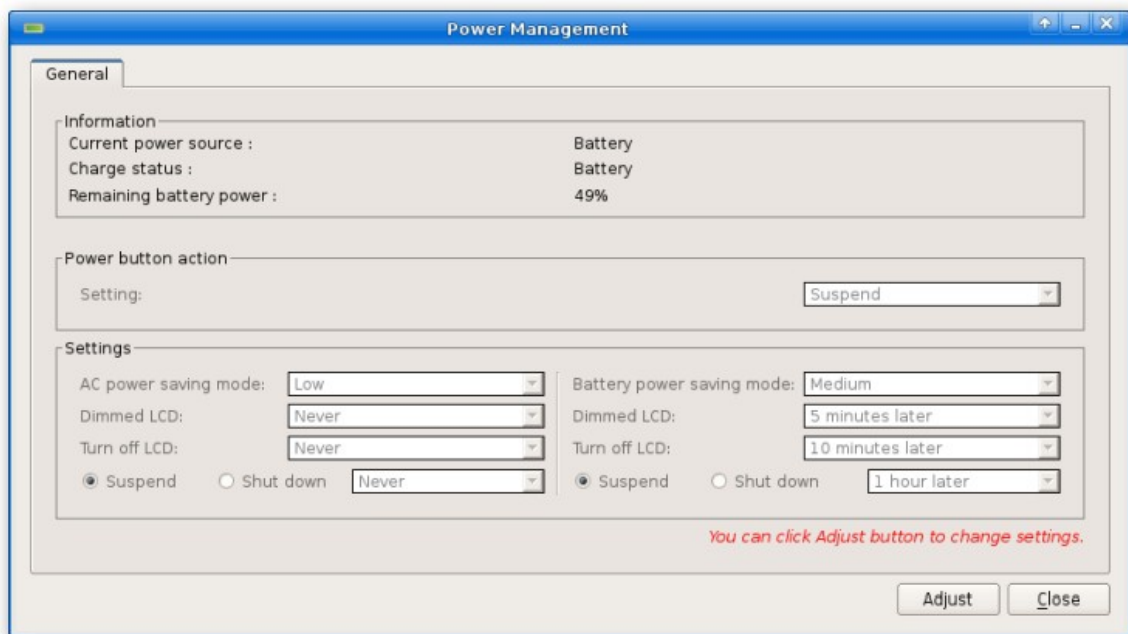 Power Management
General
Information
Current power source : Battery
Charge status : Battery
Remaining battery power : 49%
Power button action
Setting: Suspend
Settings
AC power saving mode: Low Battery power saving mode: Medium
Dimmed LCD: Never Dimmed LCD: 5 minutes later
Turn off LCD: Never Turn off LCD: 10 minutes later
Suspend Shut down Never Suspend Shut down 1 hour later
You can click Adjust button to change settings.
Adjust Close